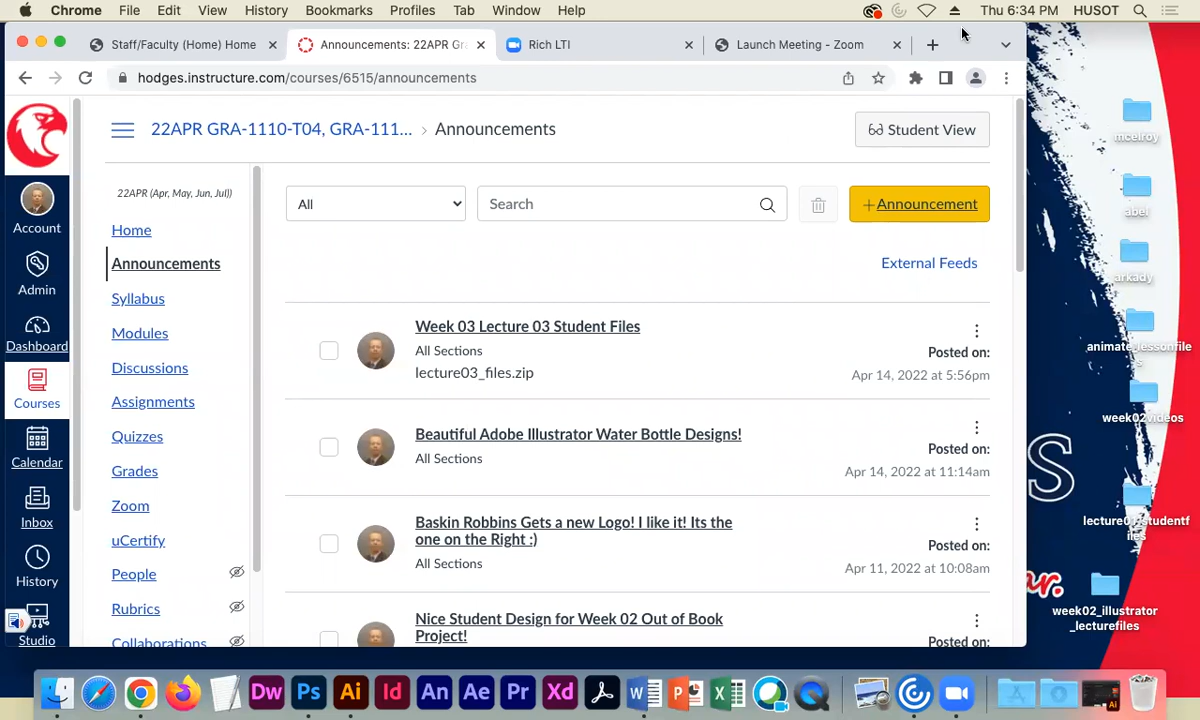 Chrome File Edit View History Bookmarks Profiles Tab Window Help Thu 6:34 PM HUSOT
Staff/Faculty (Home) Home Announcements: 22APR Gr Rich LTI Launch Meeting - Zoom
hodges.instructure.com/courses/6515/announcements
22APR GRA-1110-T04, GRA-111... › Announcements
Student View
22APR (Apr, May, Jun, Jul)
Account
Admin
Dashboard
Courses
Calendar
Inbox
History
Studio
Home
Announcements
Syllabus
Modules
Discussions
Assignments
Quizzes
Grades
Zoom
uCertify
People
Rubrics
Collaborations
All
Search
+Announcement
External Feeds
Week 03 Lecture 03 Student Files
All Sections
lecture03_files.zip
Posted on:
Apr 14, 2022 at 5:56pm
Beautiful Adobe Illustrator Water Bottle Designs!
All Sections
Posted on:
Apr 14, 2022 at 11:14am
Baskin Robbins Gets a new Logo! I like it! Its the
one on the Right :)
All Sections
Posted on:
Apr 11, 2022 at 10:08am
Nice Student Design for Week 02 Out of Book
Project!
Posted on:
mcelroy
abel
arkady
animate_lessonfile
s
week02videos
S
ar.
week02_illustrator
_lecturefiles
Dw Ps Ai Id An Ae Pr Xd W P X Ai